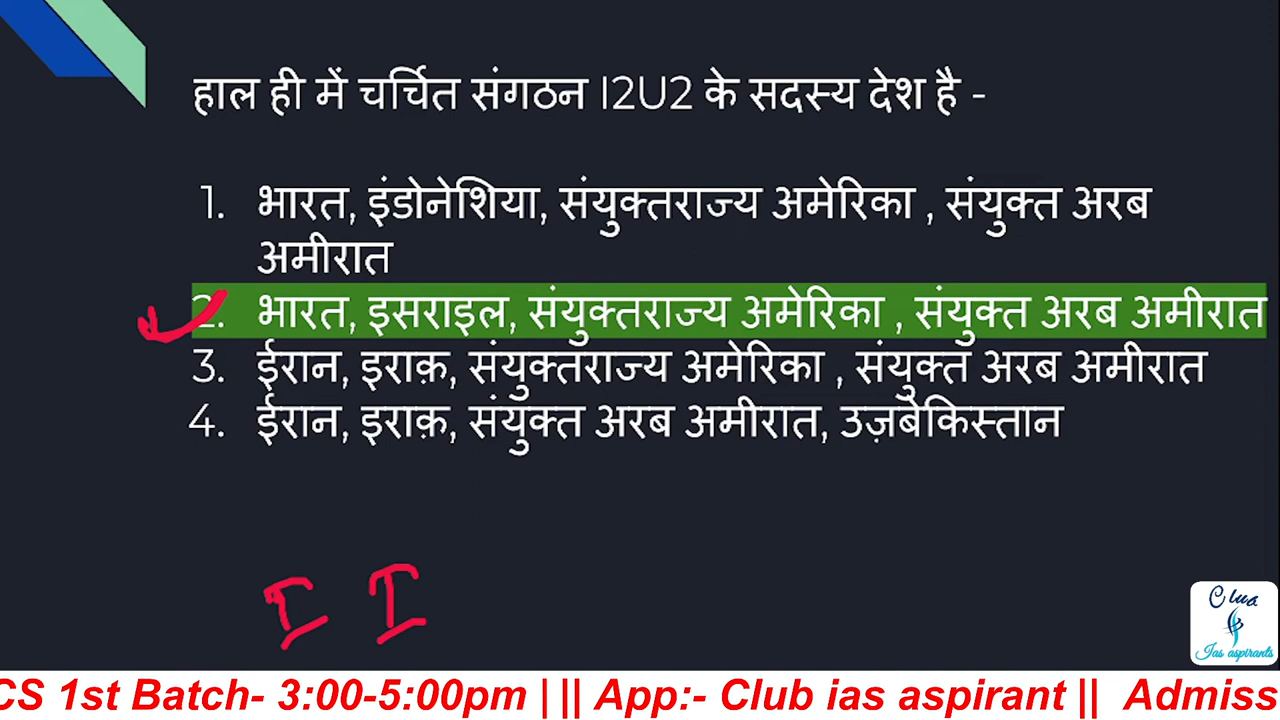 हाल ही में चर्चित संगठन I2U2 के सदस्य देश है -
1. भारत, इंडोनेशिया, संयुक्तराज्य अमेरिका , संयुक्त अरब
अमीरात
2. भारत, इसराइल, संयुक्तराज्य अमेरिका , संयुक्त अरब अमीरात
3. ईरान, इराक़, संयुक्तराज्य अमेरिका , संयुक्त अरब अमीरात
4. ईरान, इराक़, संयुक्त अरब अमीरात, उज़बेकिस्तान
I I
Club
Ias aspirants
CS 1st Batch- 3:00-5:00pm | || App:- Club ias aspirant || Admiss